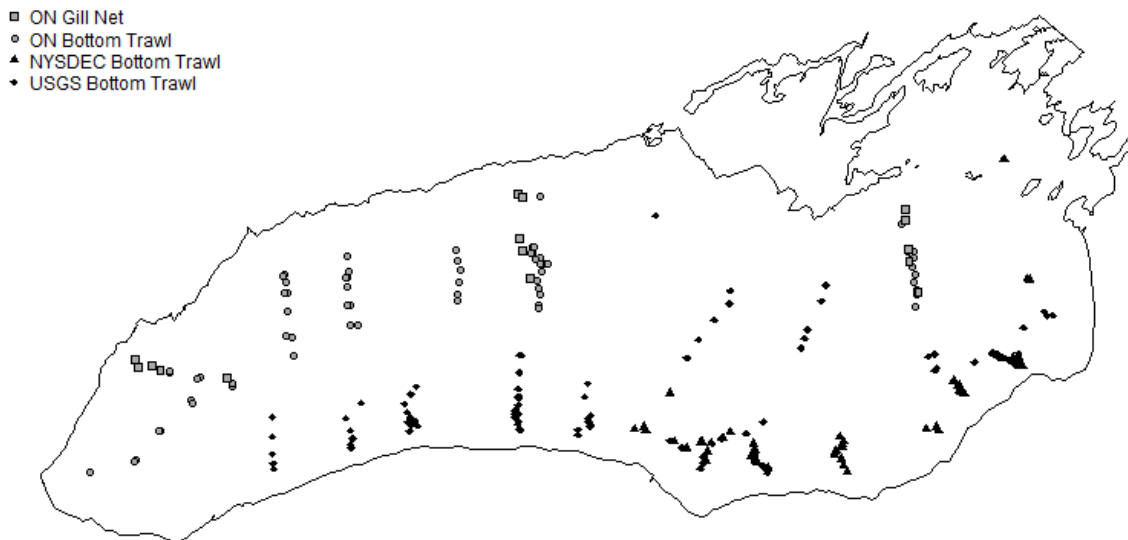 ON Gill Net
ON Bottom Trawl
NYSDEC Bottom Trawl
USGS Bottom Trawl